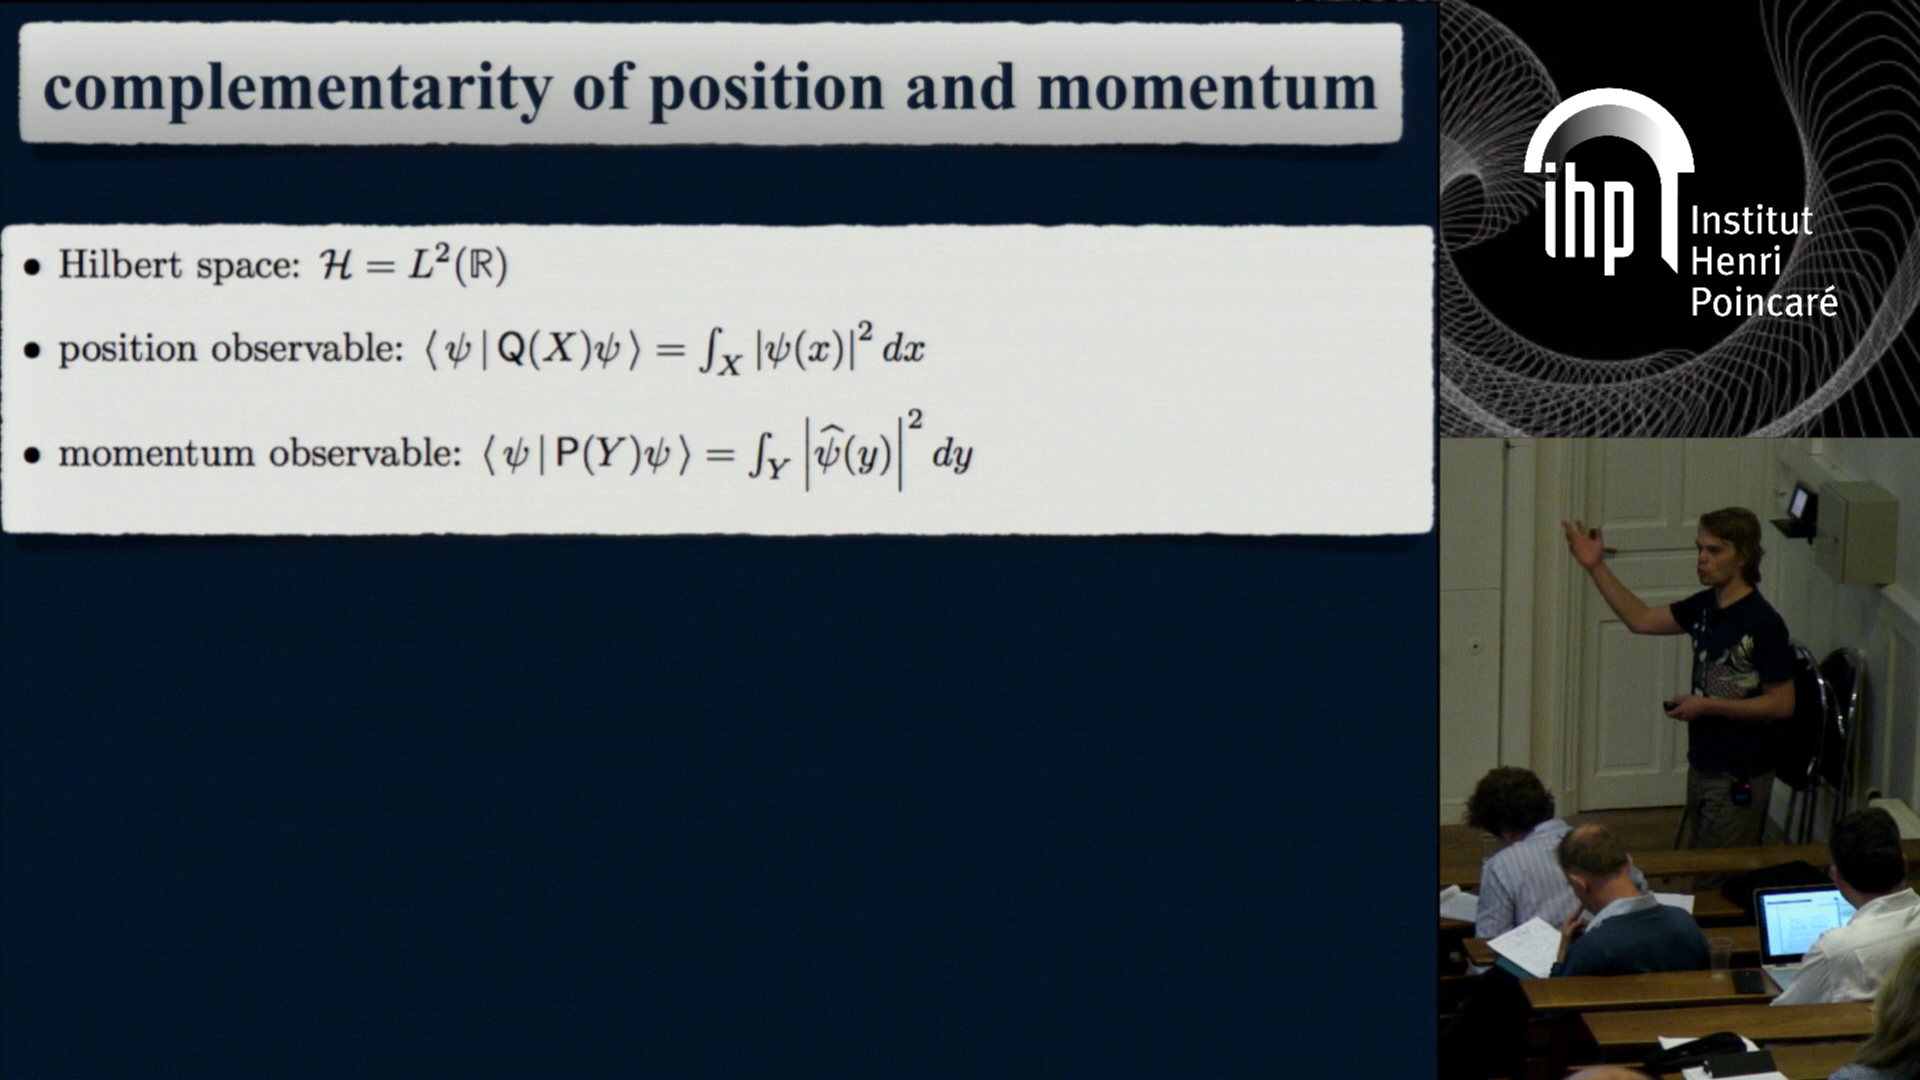 complementarity of position and momentum
• Hilbert space: ℋ = L²(ℝ)
• position observable: ⟨ψ | Q(X)ψ⟩ = ∫_X |ψ(x)|² dx
• momentum observable: ⟨ψ | P(Y)ψ⟩ = ∫_Y |ψ̂(y)|² dy
ihp
Institut
Henri
Poincaré